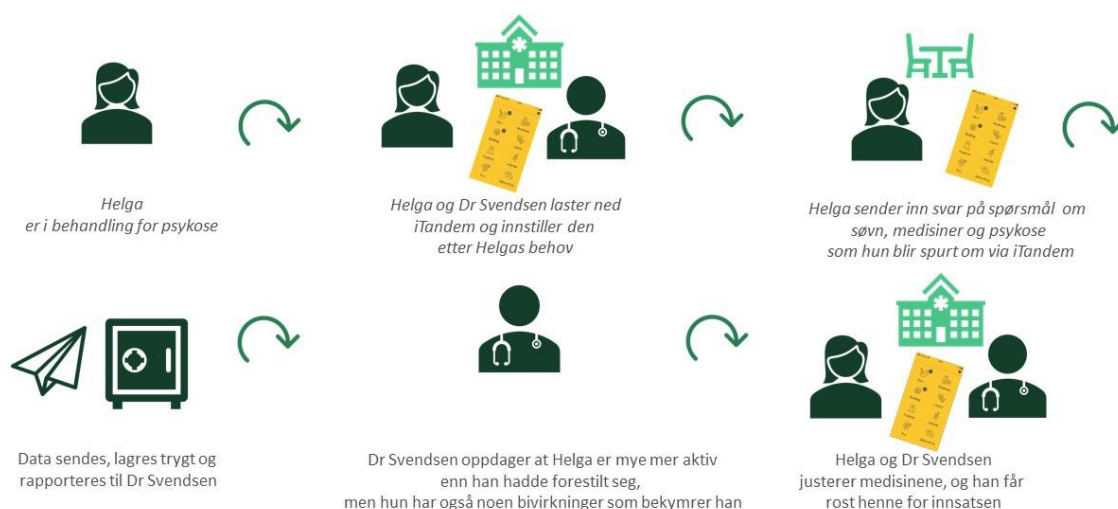 Helga
er i behandling for psykose
Helga og Dr Svendsen laster ned
iTandem og innstiller den
etter Helgas behov
Helga sender inn svar på spørsmål om
søvn, medisiner og psykose
som hun blir spurt om via iTandem
Data sendes, lagres trygt og
rapporteres til Dr Svendsen
Dr Svendsen oppdager at Helga er mye mer aktiv
enn han hadde forestilt seg,
men hun har også noen bivirkninger som bekymrer han
Helga og Dr Svendsen
justerer medisinene, og han får
rost henne for innsatsen